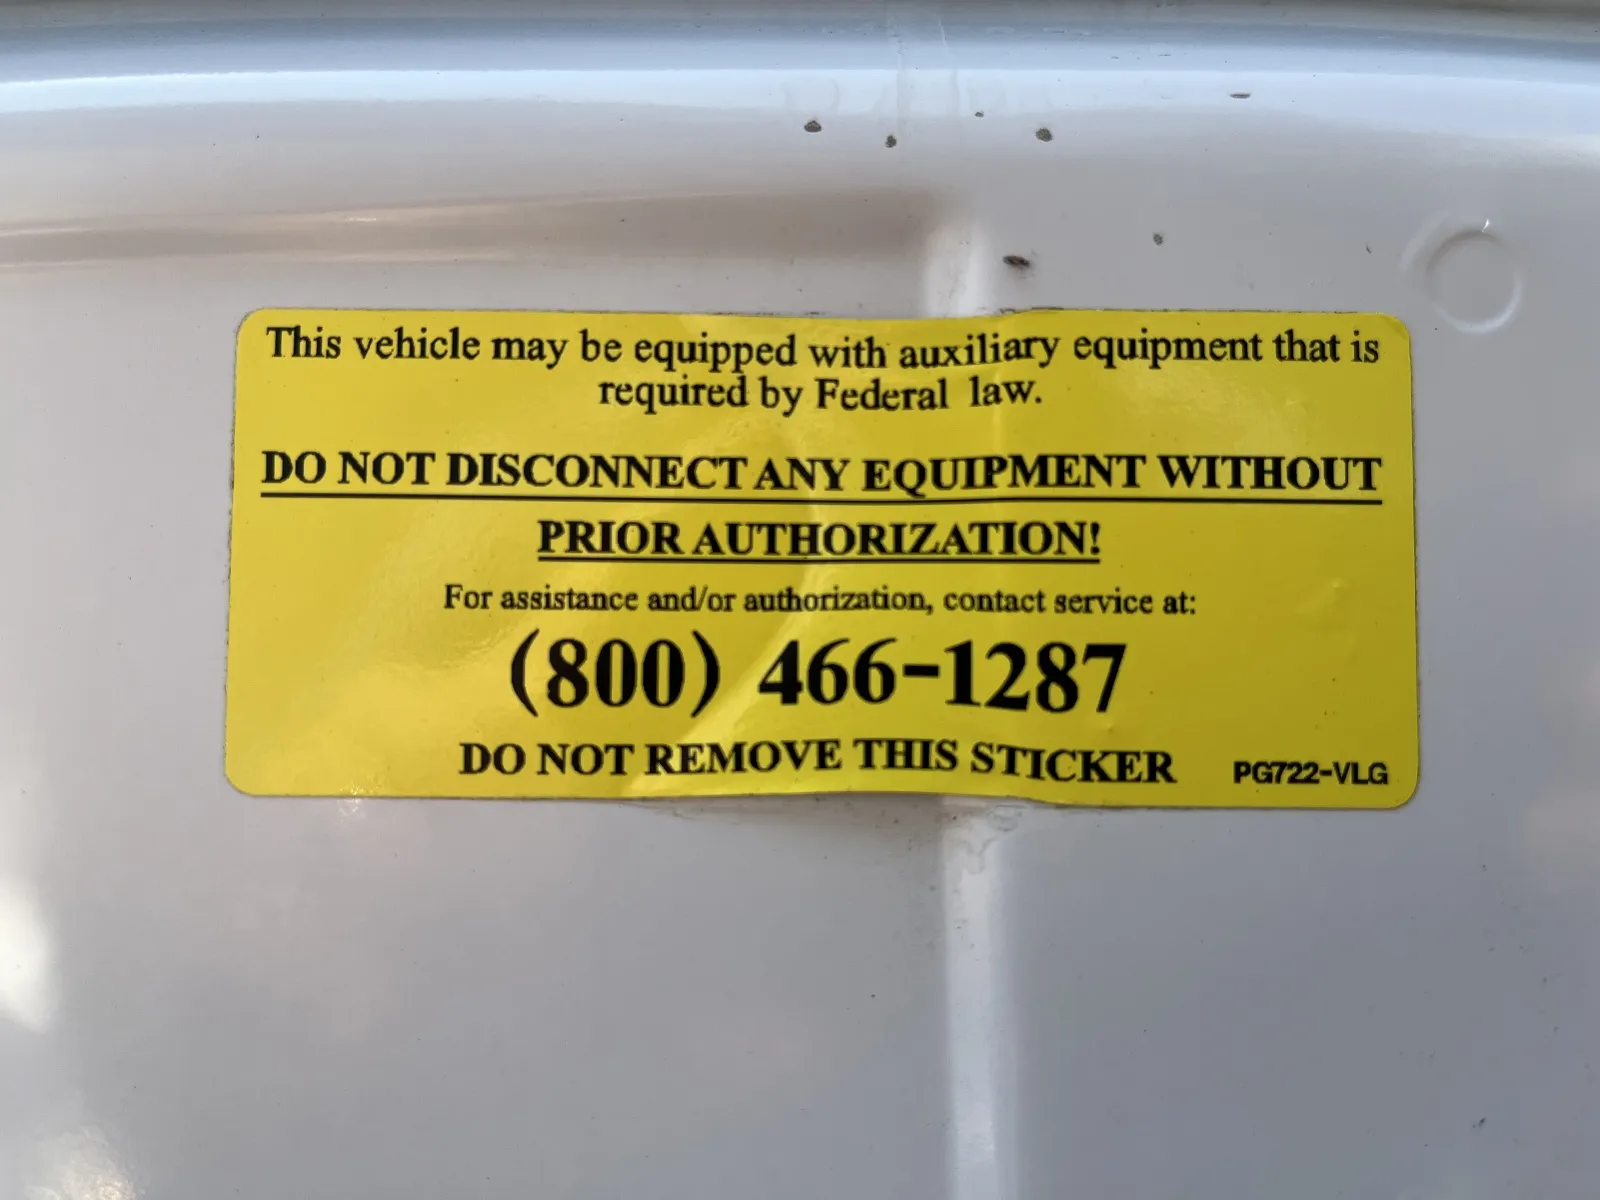 This vehicle may be equipped with auxiliary equipment that is
required by Federal law.
DO NOT DISCONNECT ANY EQUIPMENT WITHOUT
PRIOR AUTHORIZATION!
For assistance and/or authorization, contact service at:
(800) 466-1287
DO NOT REMOVE THIS STICKER PG722-VLG